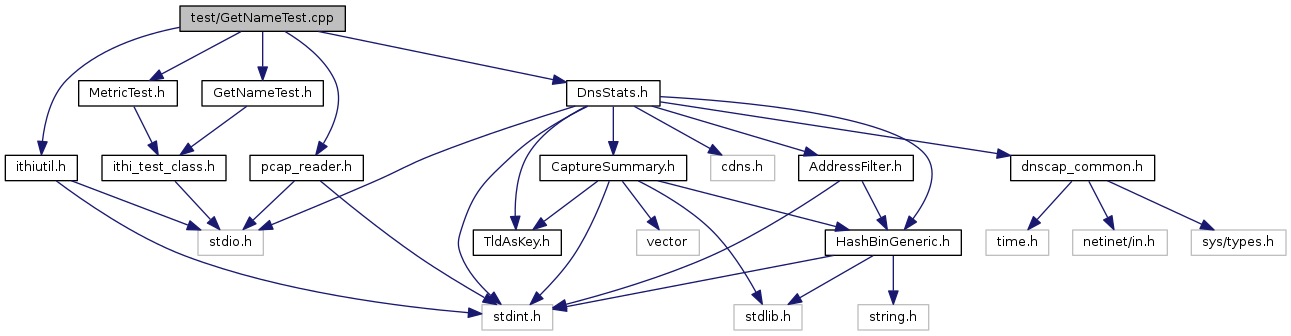 test/GetNameTest.cpp
MetricTest.h
GetNameTest.h
DnsStats.h
ithiutil.h
ithi_test_class.h
pcap_reader.h
CaptureSummary.h
cdns.h
AddressFilter.h
dnscap_common.h
stdio.h
TldAsKey.h
vector
HashBinGeneric.h
time.h
netinet/in.h
sys/types.h
stdint.h
stdlib.h
string.h